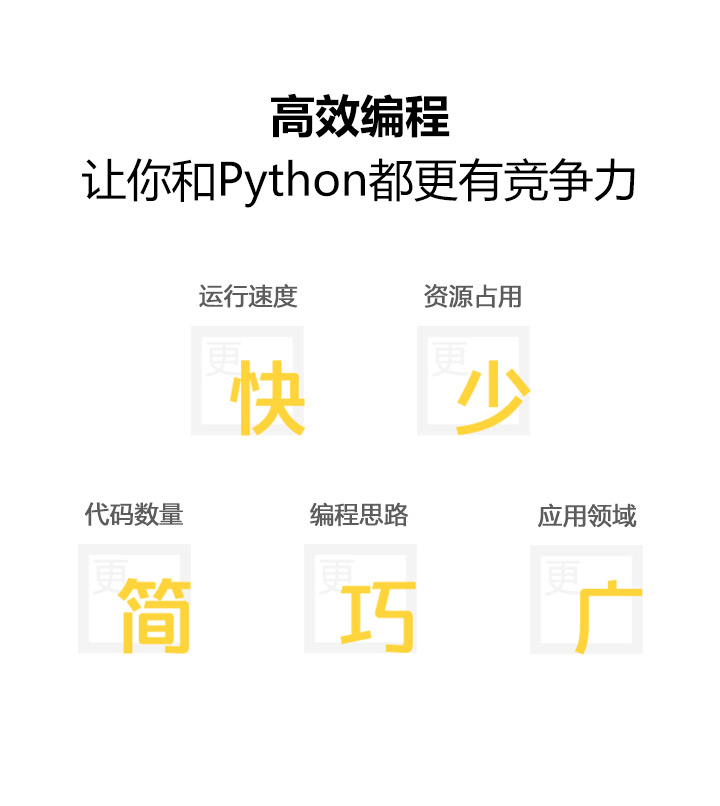 高效编程
让你和Python都更有竞争力
运行速度
更快
资源占用
更少
代码数量
更简
编程思路
更巧
应用领域
更广